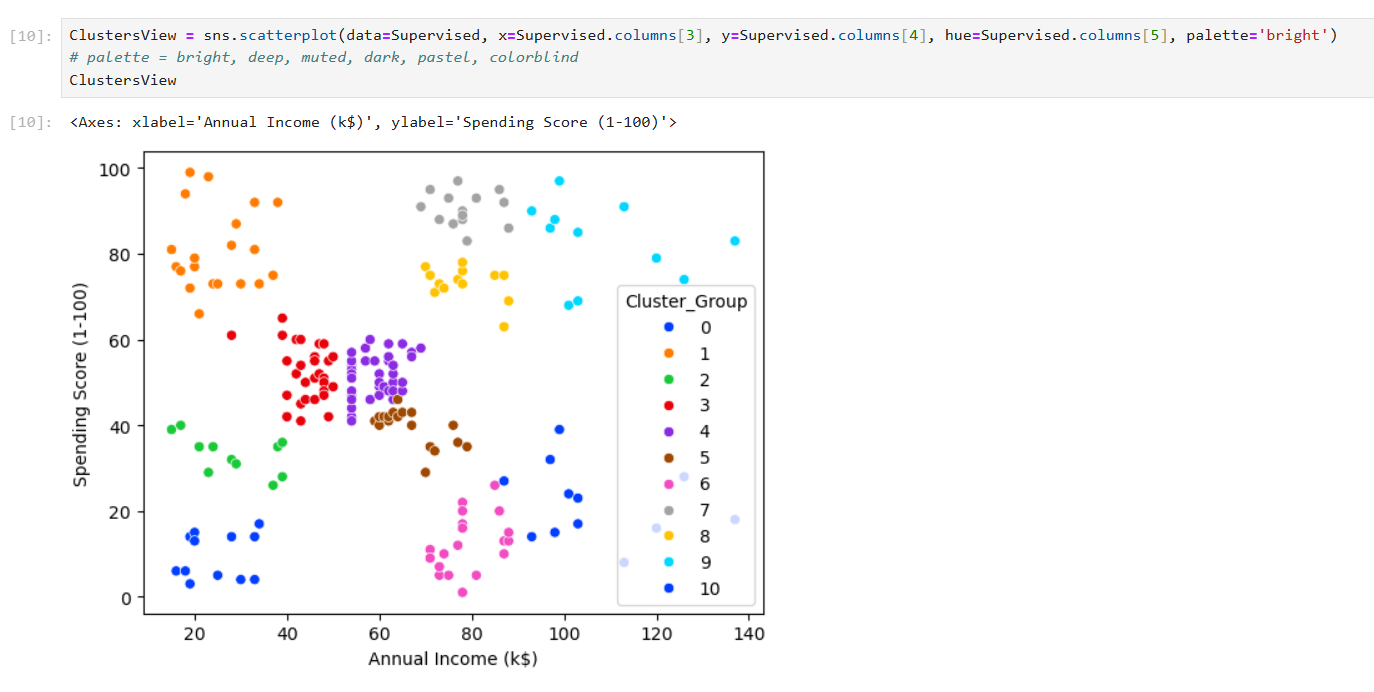 [10]: ClustersView = sns.scatterplot(data=Supervised, x=Supervised.columns[3], y=Supervised.columns[4], hue=Supervised.columns[5], palette='bright')
# palette = bright, deep, muted, dark, pastel, colorblind
ClustersView
[10]: <Axes: xlabel='Annual Income (k$)', ylabel='Spending Score (1-100)'>
100
80
60
40
20
0
Spending Score (1-100)
Cluster_Group
0
1
2
3
4
5
6
7
8
9
10
20 40 60 80 100 120 140
Annual Income (k$)